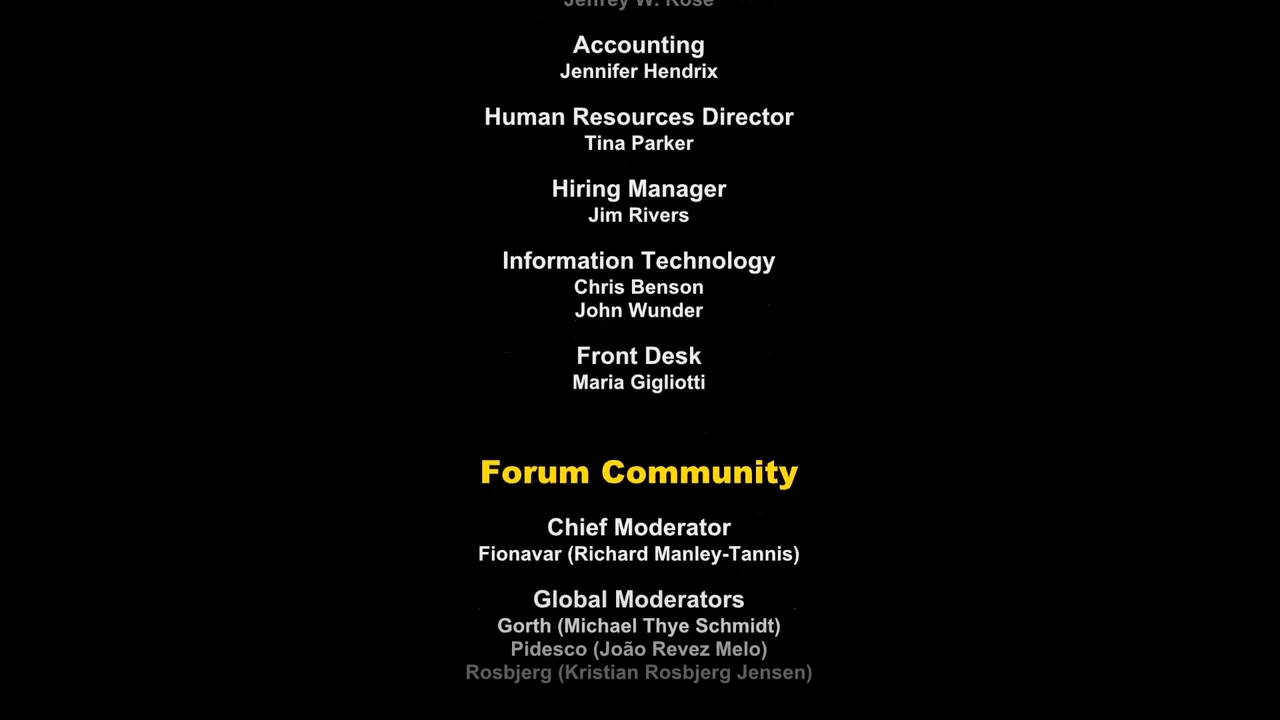 Jeffrey W. Rose
Accounting
Jennifer Hendrix
Human Resources Director
Tina Parker
Hiring Manager
Jim Rivers
Information Technology
Chris Benson
John Wunder
Front Desk
Maria Gigliotti
Forum Community
Chief Moderator
Fionavar (Richard Manley-Tannis)
Global Moderators
Gorth (Michael Thye Schmidt)
Pidesco (João Revez Melo)
Rosbjerg (Kristian Rosbjerg Jensen)